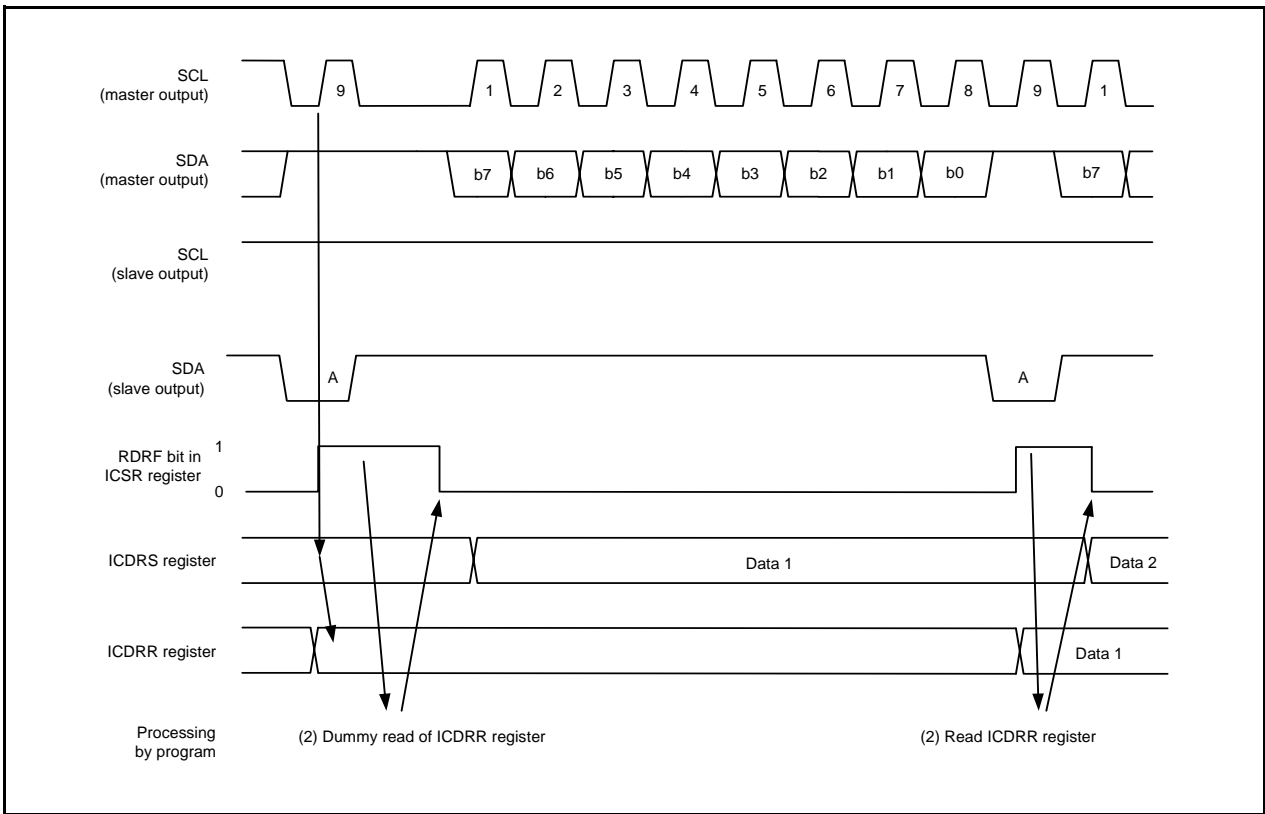 SCL
(master output)
9 1 2 3 4 5 6 7 8 9 1
SDA
(master output)
b7 b6 b5 b4 b3 b2 b1 b0 b7
SCL
(slave output)
SDA
(slave output)
A A
RDRF bit in
ICSR register
1
0
ICDRS register
Data 1 Data 2
ICDRR register
Data 1
Processing
by program
(2) Dummy read of ICDRR register (2) Read ICDRR register